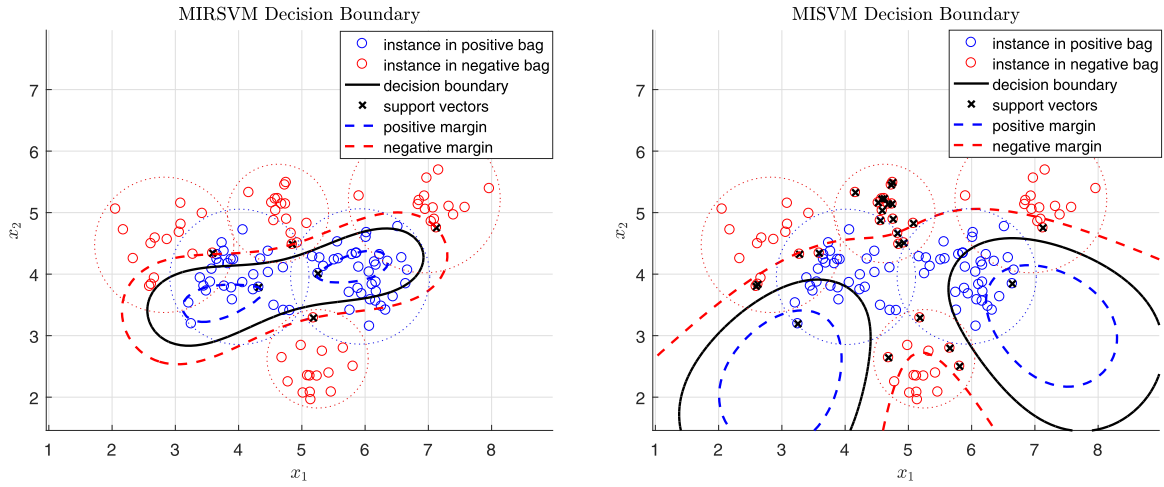 MIRSVM Decision Boundary
instance in positive bag
instance in negative bag
decision boundary
support vectors
positive margin
negative margin
7
6
5
4
3
2
x2
1 2 3 4 5 6 7 8
x1
MISVM Decision Boundary
instance in positive bag
instance in negative bag
decision boundary
support vectors
positive margin
negative margin
7
6
5
4
3
2
x2
1 2 3 4 5 6 7 8
x1